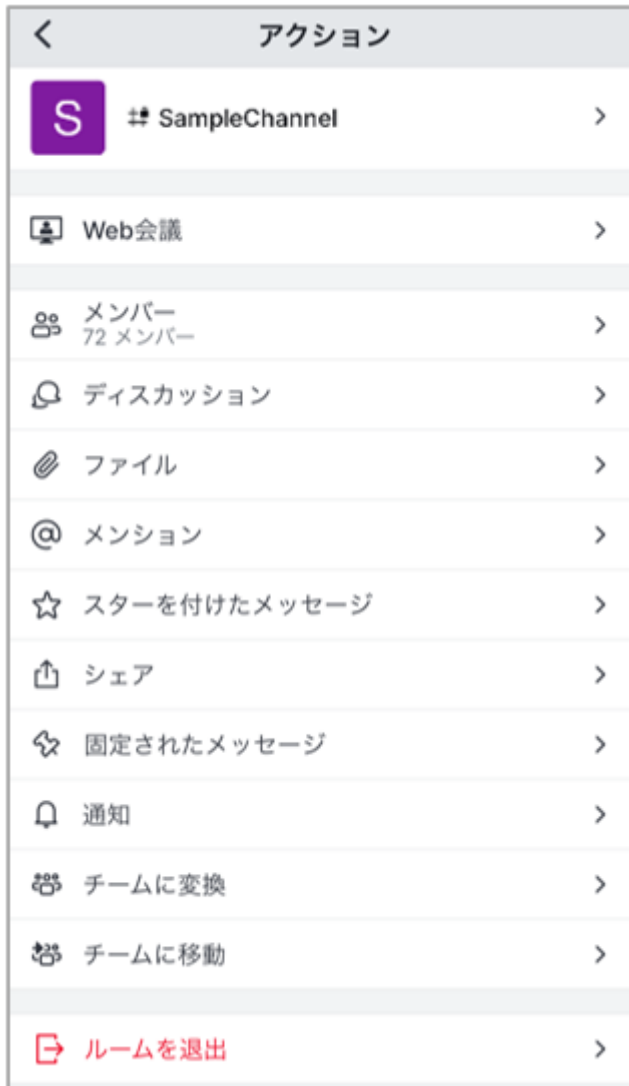 アクション
S
SampleChannel
Web会議
メンバー
72 メンバー
ディスカッション
ファイル
メンション
スターを付けたメッセージ
シェア
固定されたメッセージ
通知
チームに変換
チームに移動
ルームを退出